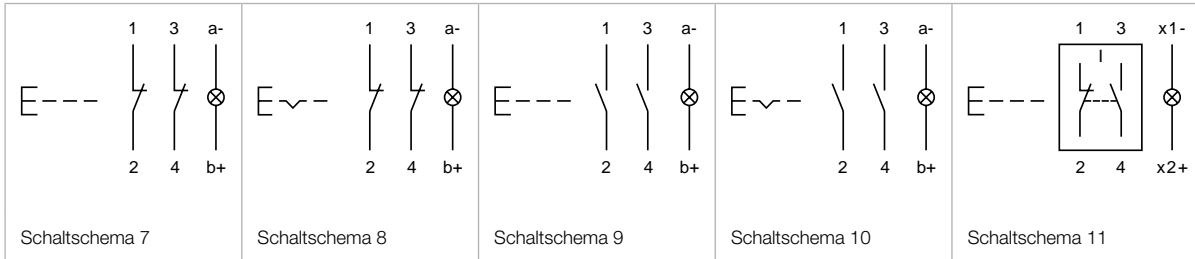 1 3 a-
2 4 b+
Schaltschema 7
1 3 a-
2 4 b+
Schaltschema 8
1 3 a-
2 4 b+
Schaltschema 9
1 3 a-
2 4 b+
Schaltschema 10
1 3 x1-
I
2 4 x2+
Schaltschema 11